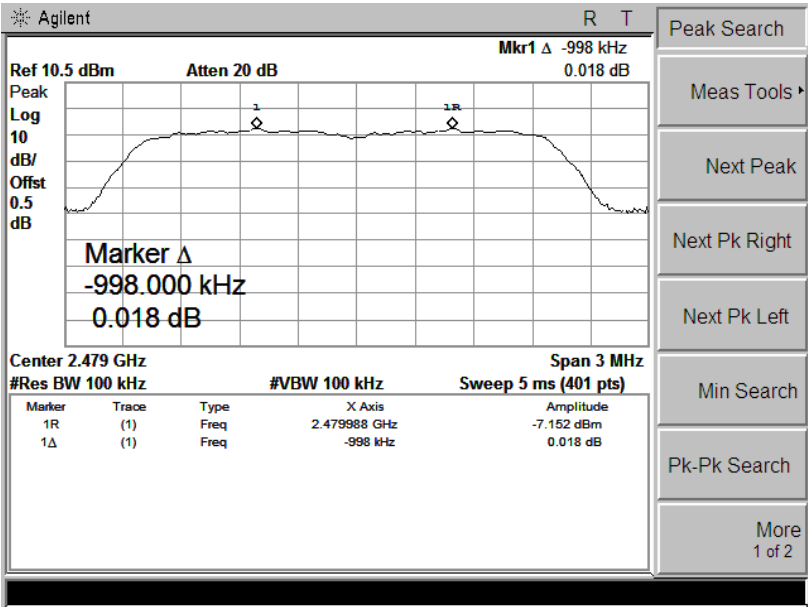 Agilent R T
Mkr1 Δ -998 kHz
Ref 10.5 dBm Atten 20 dB 0.018 dB
Peak
Log
10
dB/
Offst
0.5
dB
1 1R
Marker Δ
-998.000 kHz
0.018 dB
Center 2.479 GHz Span 3 MHz
#Res BW 100 kHz #VBW 100 kHz Sweep 5 ms (401 pts)
Marker Trace Type X Axis Amplitude
1R (1) Freq 2.479988 GHz -7.152 dBm
1Δ (1) Freq -998 kHz 0.018 dB
Peak Search
Meas Tools
Next Peak
Next Pk Right
Next Pk Left
Min Search
Pk-Pk Search
More
1 of 2